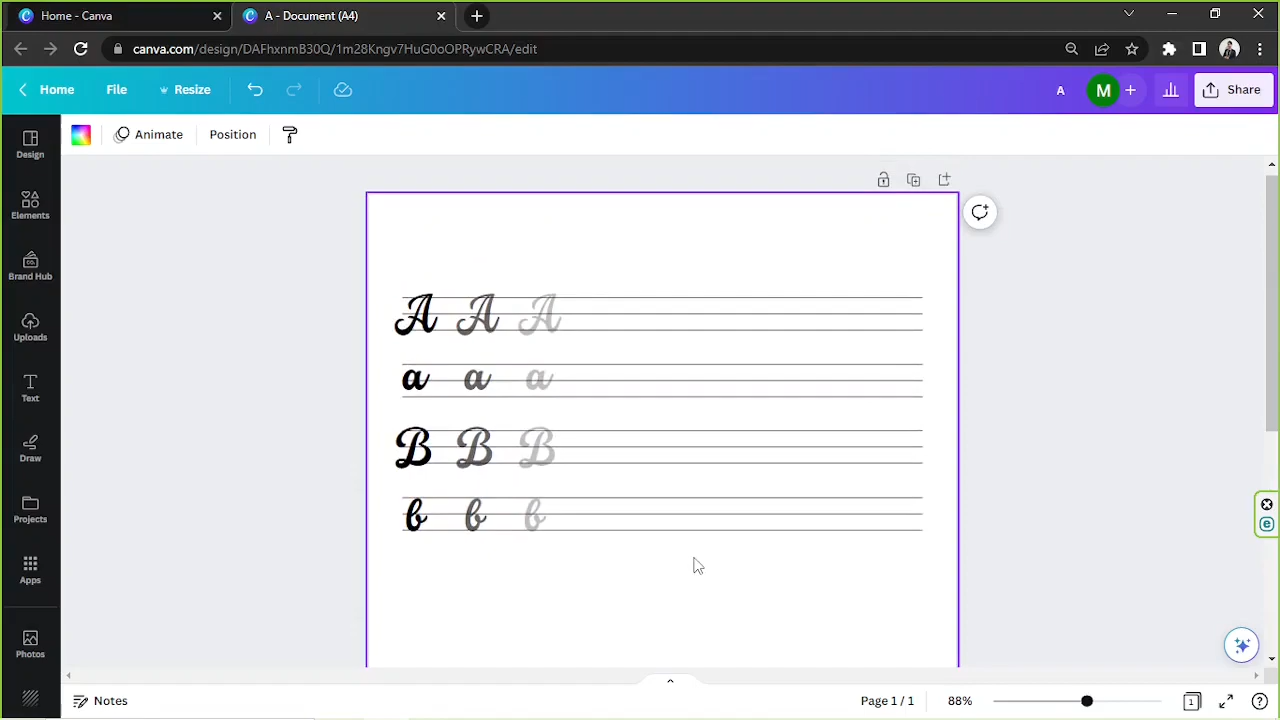 Home - Canva
A - Document (A4)
canva.com/design/DAFhxnmB30Q/1m28Kngv7HuG0oOPRywCRA/edit
Home File Resize A M + Share
Animate Position
Design
Elements
Brand Hub
Uploads
Text
Draw
Projects
Apps
Photos
A A A
a a a
B B B
b b b
Notes Page 1 / 1 88% 1